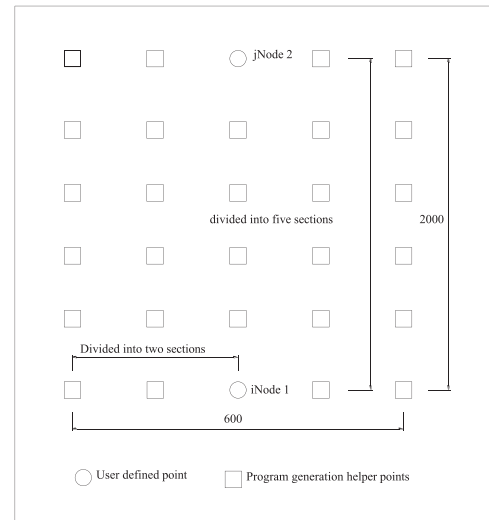 jNode 2
divided into five sections
2000
Divided into two sections
iNode 1
600
User defined point
Program generation helper points